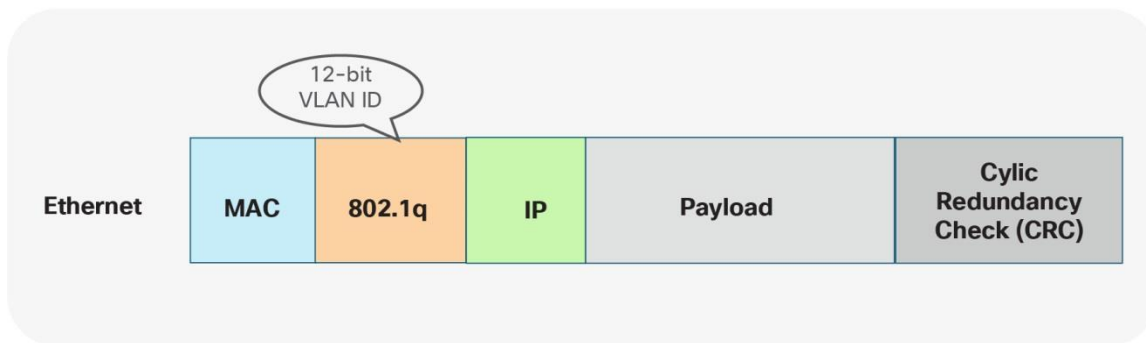 12-bit
VLAN ID
Ethernet
MAC
802.1q
IP
Payload
Cylic
Redundancy
Check (CRC)